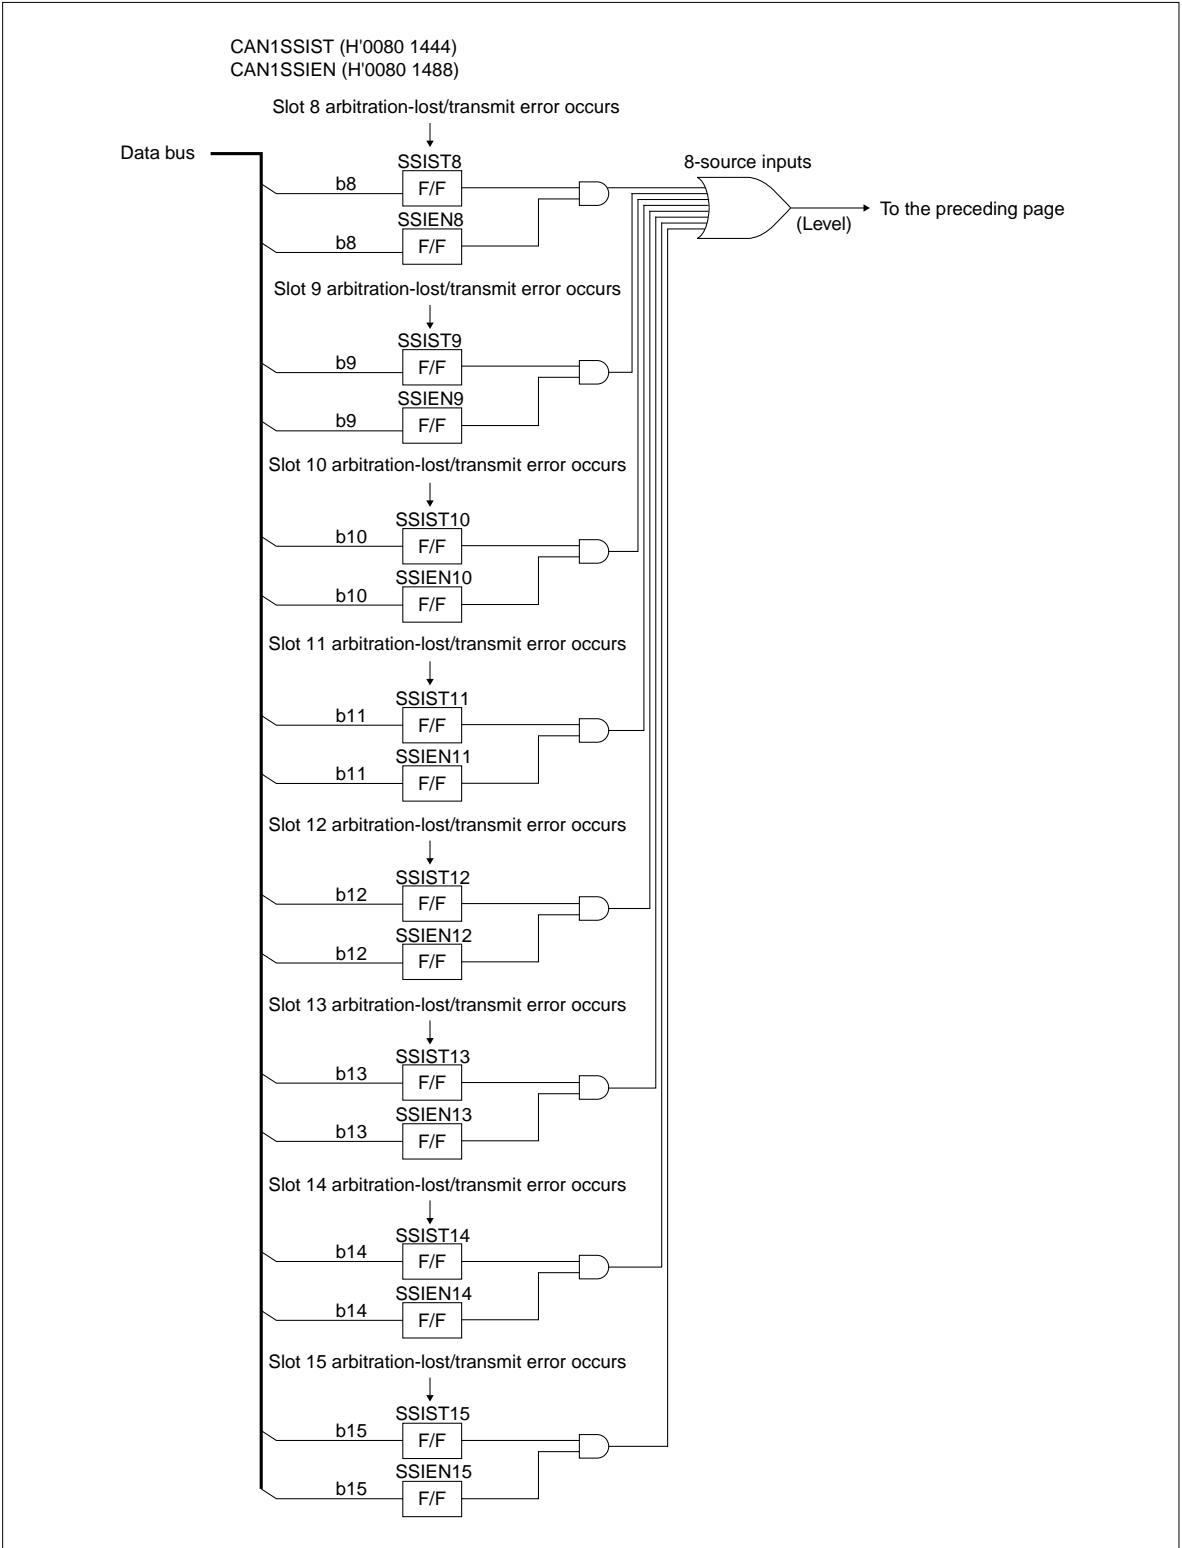 CAN1SSIST (H'0080 1444)
CAN1SSIEN (H'0080 1488)
Slot 8 arbitration-lost/transmit error occurs
Data bus
SSIST8
8-source inputs
b8
F/F
To the preceding page
(Level)
SSIEN8
b8
F/F
Slot 9 arbitration-lost/transmit error occurs
SSIST9
b9
F/F
SSIEN9
b9
F/F
Slot 10 arbitration-lost/transmit error occurs
SSIST10
b10
F/F
SSIEN10
b10
F/F
Slot 11 arbitration-lost/transmit error occurs
SSIST11
b11
F/F
SSIEN11
b11
F/F
Slot 12 arbitration-lost/transmit error occurs
SSIST12
b12
F/F
SSIEN12
b12
F/F
Slot 13 arbitration-lost/transmit error occurs
SSIST13
b13
F/F
SSIEN13
b13
F/F
Slot 14 arbitration-lost/transmit error occurs
SSIST14
b14
F/F
SSIEN14
b14
F/F
Slot 15 arbitration-lost/transmit error occurs
SSIST15
b15
F/F
SSIEN15
b15
F/F